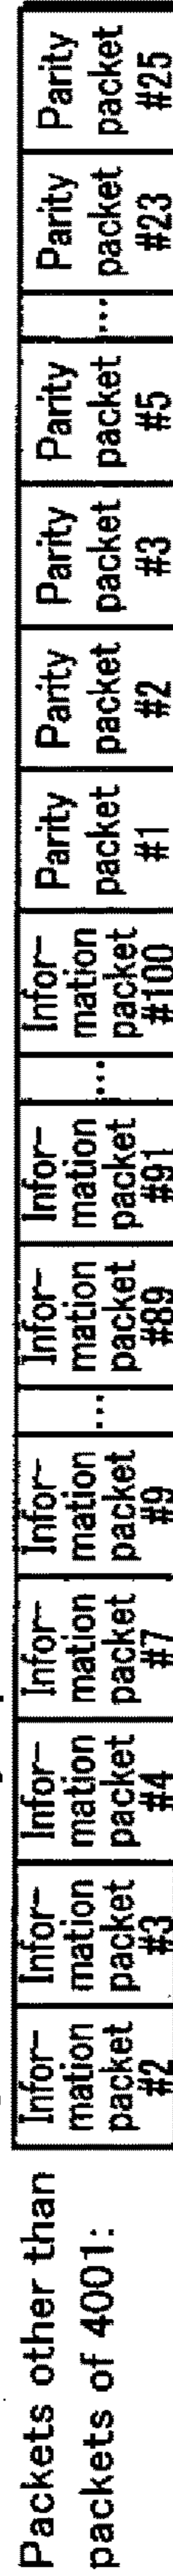 Packets other than
packets of 4001:
Infor-
mation
packet
#2
Infor-
mation
packet
#3
Infor-
mation
packet
#4
Infor-
mation
packet
#7
Infor-
mation
packet
#9
...
Infor-
mation
packet
#89
Infor-
mation
packet
#91
...
Infor-
mation
packet
#100
Parity
packet
#1
Parity
packet
#2
Parity
packet
#3
Parity
packet
#5
...
Parity
packet
#23
Parity
packet
#25